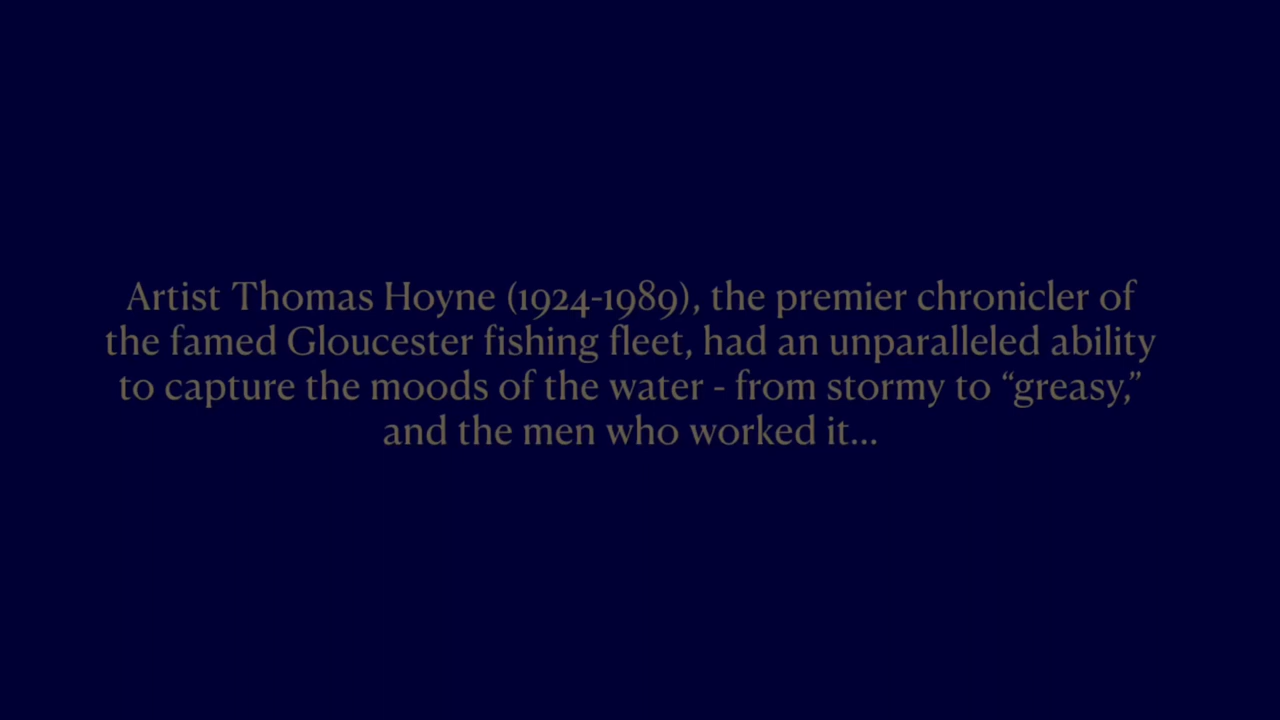 Artist Thomas Hoyne (1924-1989), the premier chronicler of
the famed Gloucester fishing fleet, had an unparalleled ability
to capture the moods of the water - from stormy to “greasy,”
and the men who worked it...